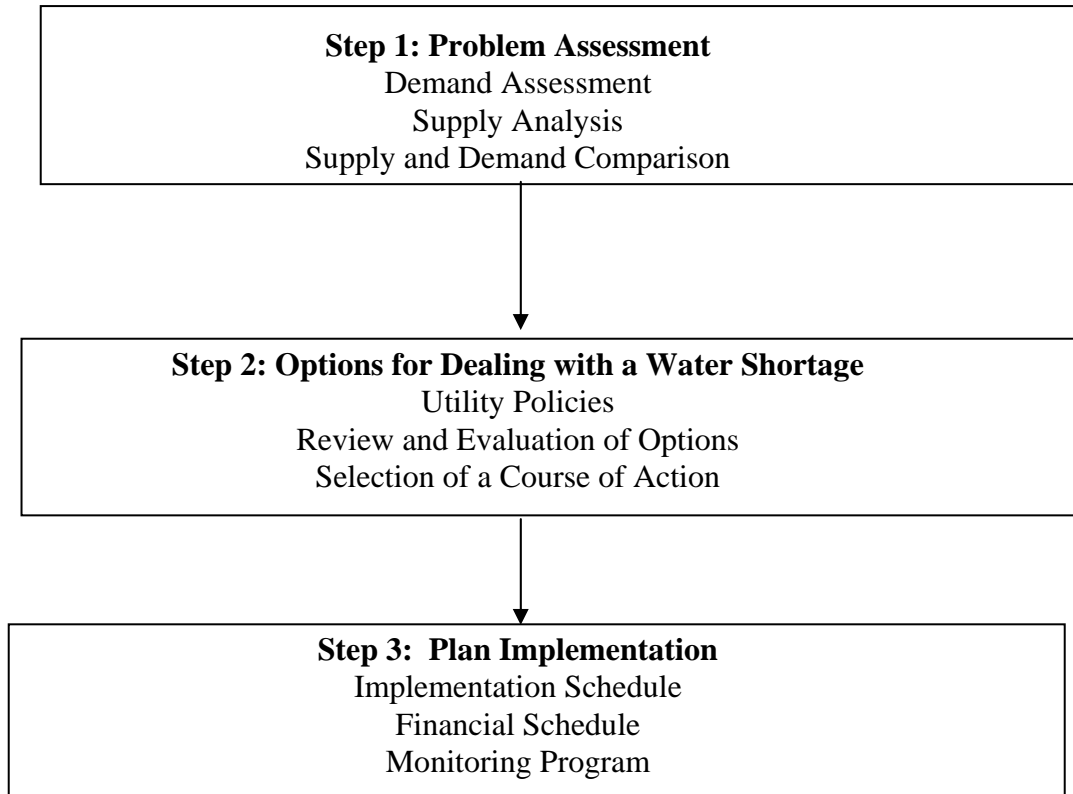 Step 1: Problem Assessment
Demand Assessment
Supply Analysis
Supply and Demand Comparison
Step 2: Options for Dealing with a Water Shortage
Utility Policies
Review and Evaluation of Options
Selection of a Course of Action
Step 3:  Plan Implementation
Implementation Schedule
Financial Schedule
Monitoring Program